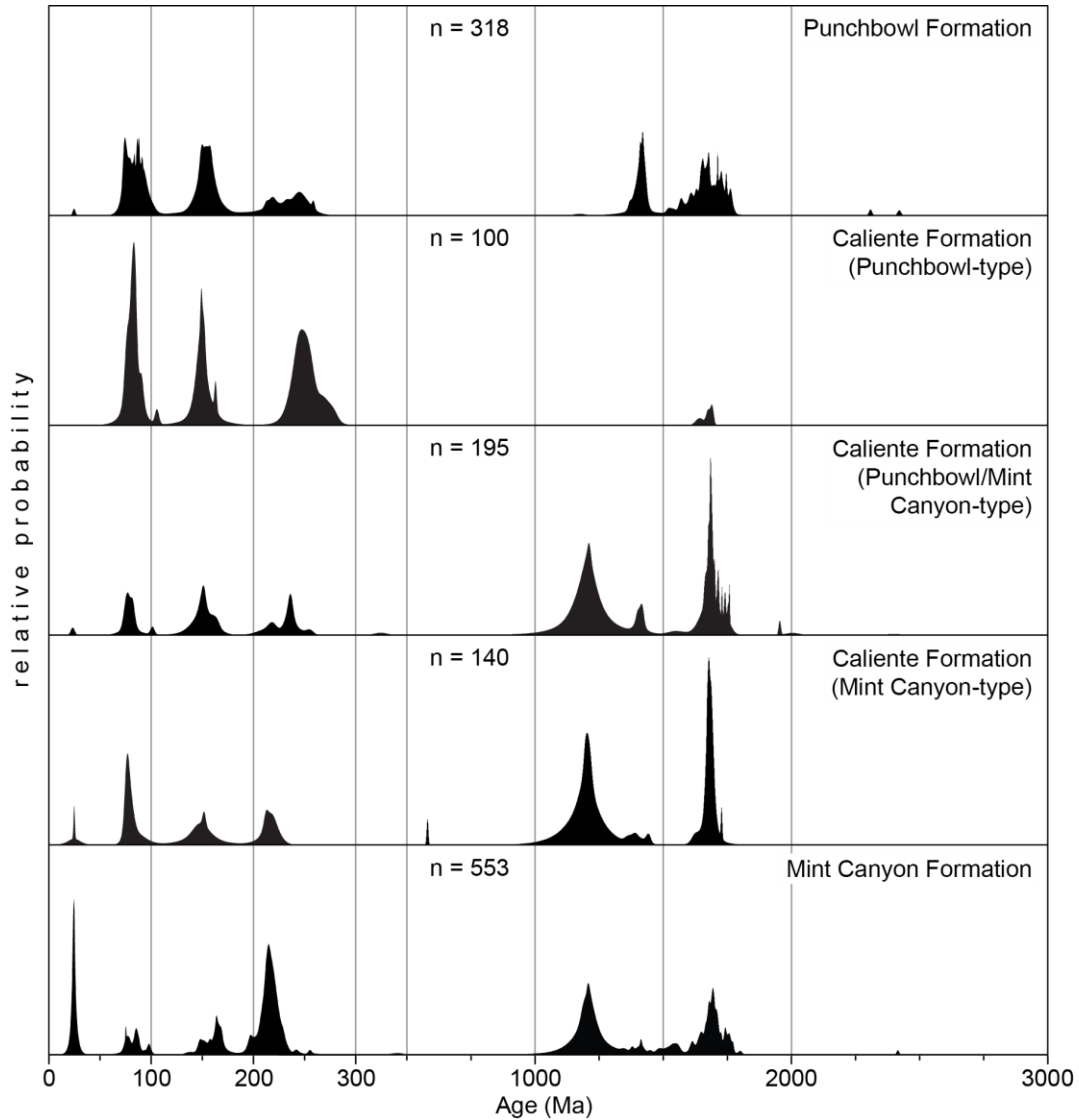 n = 318
Punchbowl Formation
n = 100
Caliente Formation
(Punchbowl-type)
n = 195
Caliente Formation
(Punchbowl/Mint
Canyon-type)
n = 140
Caliente Formation
(Mint Canyon-type)
n = 553
Mint Canyon Formation
relative probability
0 100 200 300 1000 2000 3000
Age (Ma)